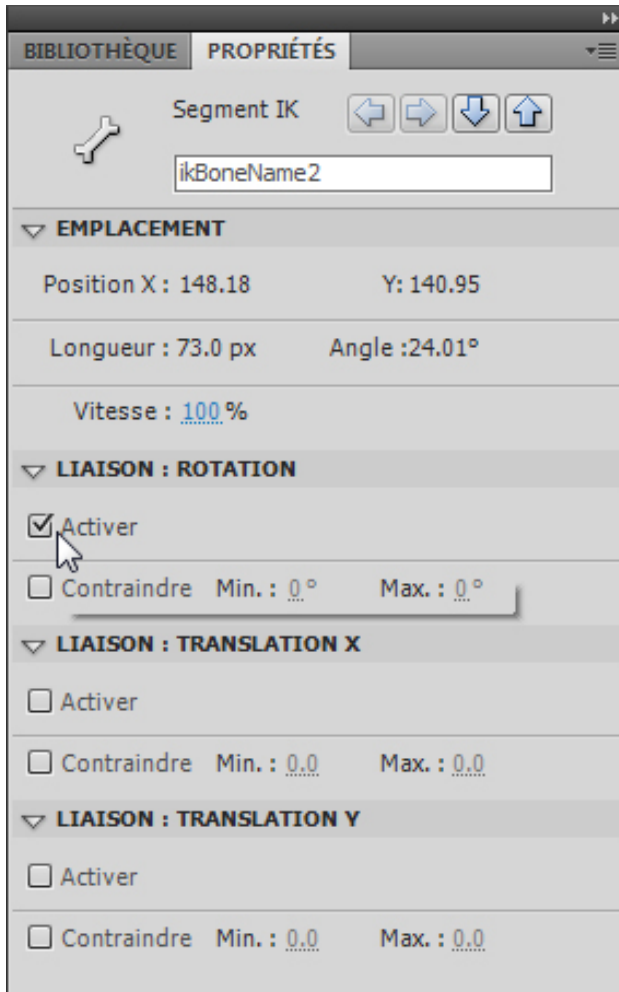 BIBLIOTHÈQUE PROPRIÉTÉS
Segment IK
ikBoneName2
EMPLACEMENT
Position X : 148.18 Y: 140.95
Longueur : 73.0 px Angle :24.01°
Vitesse : 100 %
LIAISON : ROTATION
Activer
Contraindre Min. : 0 ° Max. : 0 °
LIAISON : TRANSLATION X
Activer
Contraindre Min. : 0.0 Max. : 0.0
LIAISON : TRANSLATION Y
Activer
Contraindre Min. : 0.0 Max. : 0.0